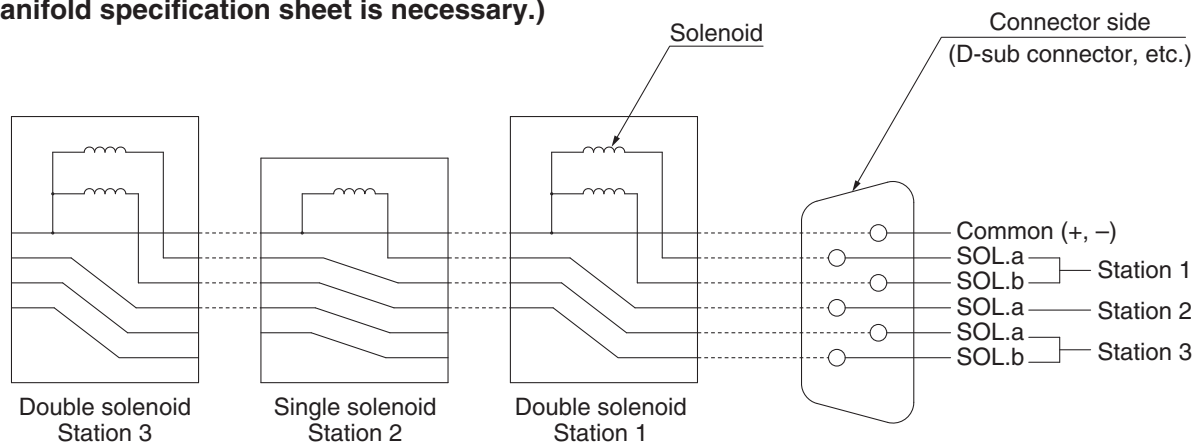 anifold specification sheet is necessary.)
Solenoid
Connector side
(D-sub connector, etc.)
Common (+, –)
SOL.a
SOL.b
Station 1
SOL.a
Station 2
SOL.a
SOL.b
Station 3
Double solenoid
Station 3
Single solenoid
Station 2
Double solenoid
Station 1